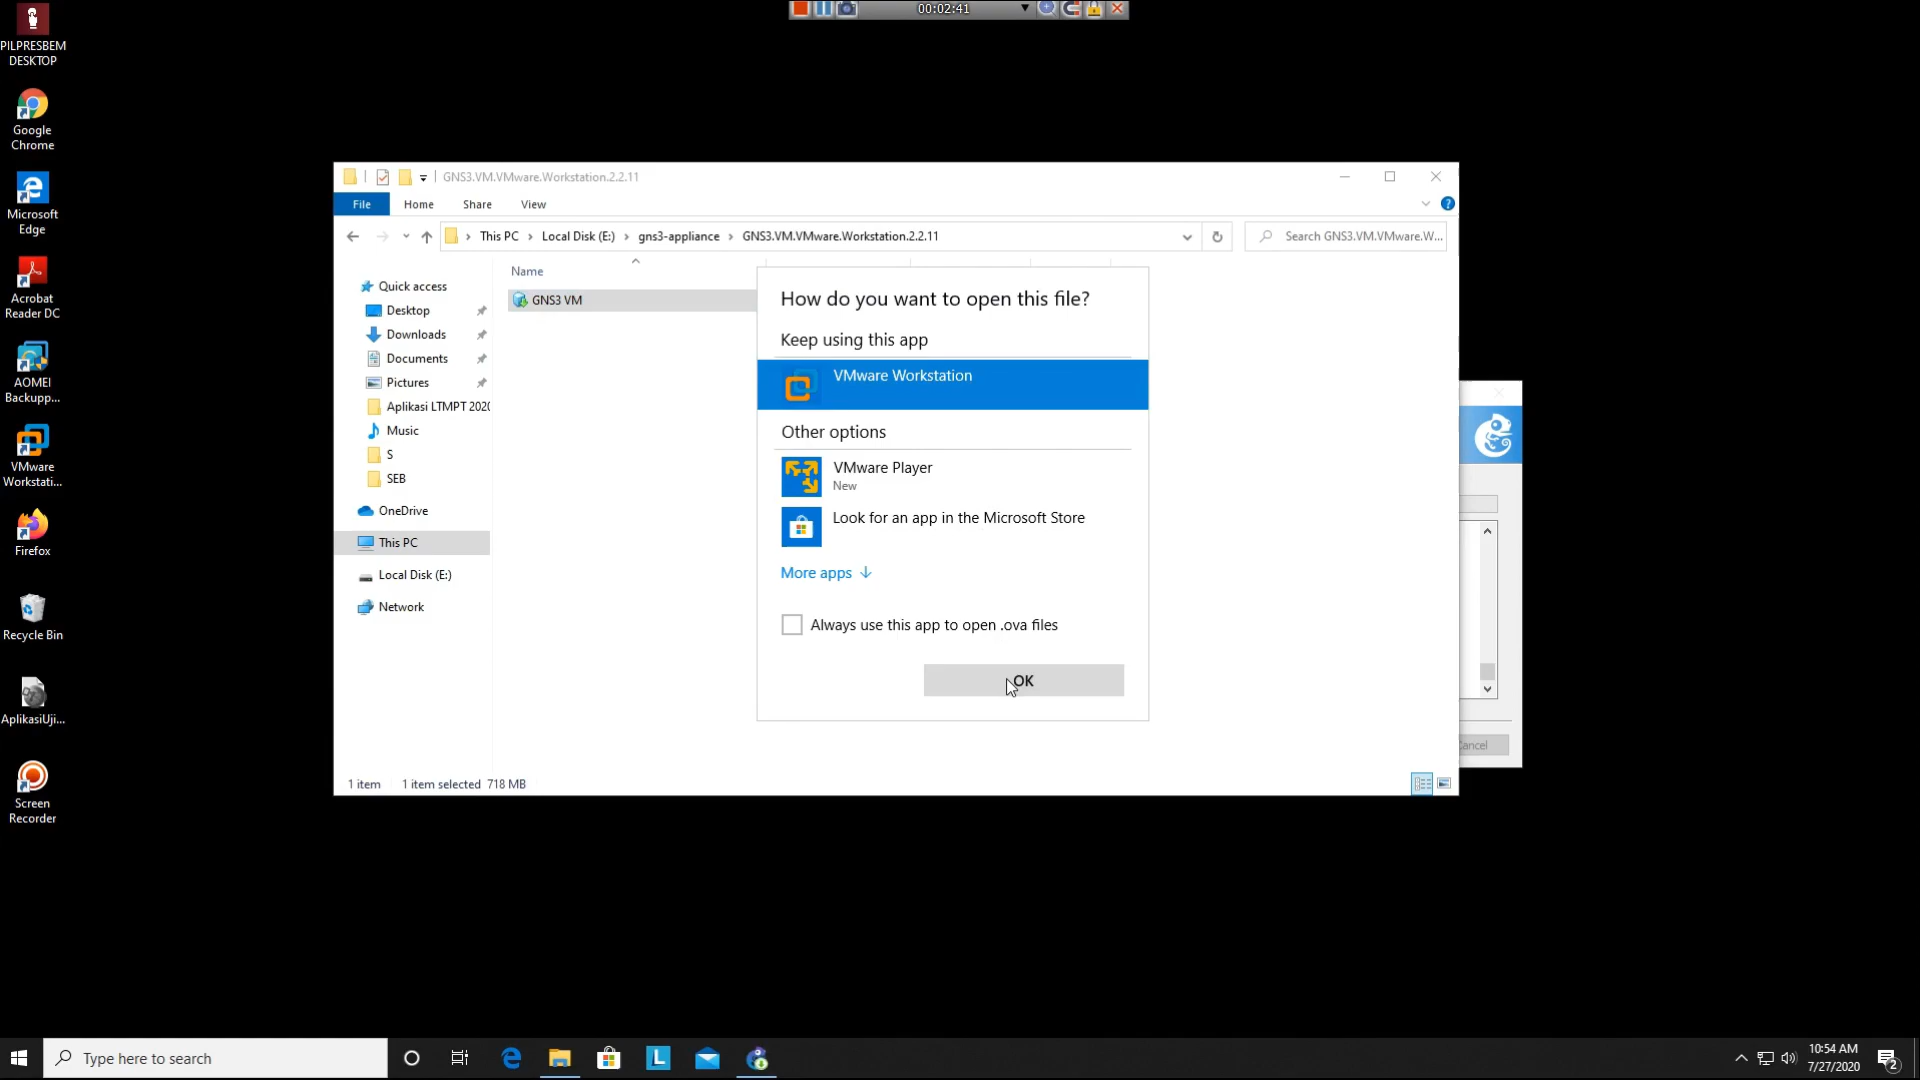 00:02:41
PILPRESBEM
DESKTOP
Google
Chrome
Microsoft
Edge
Acrobat
Reader DC
AOMEI
Backupp...
VMware
Workstati...
Firefox
Recycle Bin
AplikasiUji...
Screen
Recorder
GNS3.VM.VMware.Workstation.2.2.11
File Home Share View
This PC › Local Disk (E:) › gns3-appliance › GNS3.VM.VMware.Workstation.2.2.11
Search GNS3.VM.VMware.W...
Quick access
Desktop
Downloads
Documents
Pictures
Aplikasi LTMPT 2020
Music
S
SEB
OneDrive
This PC
Local Disk (E:)
Network
Name
GNS3 VM
How do you want to open this file?
Keep using this app
VMware Workstation
Other options
VMware Player
New
Look for an app in the Microsoft Store
More apps
Always use this app to open .ova files
OK
Cancel
1 item 1 item selected 718 MB
Type here to search
10:54 AM
7/27/2020
2